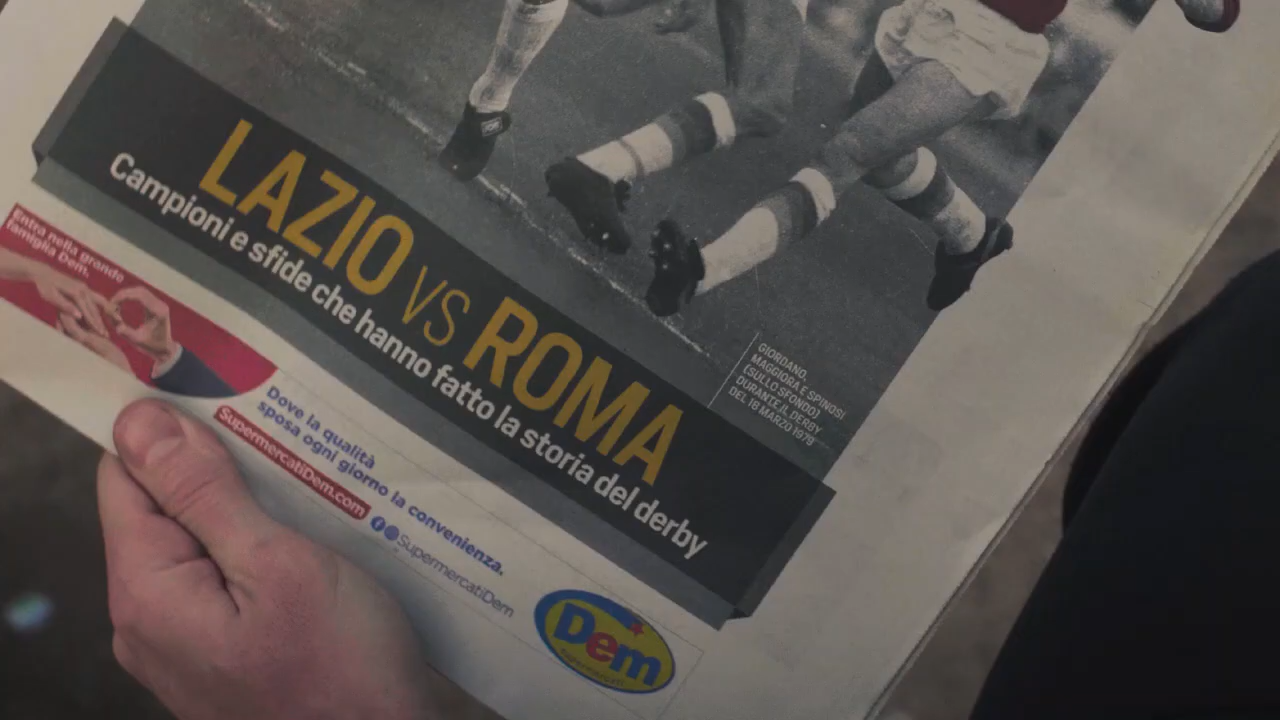 LAZIO VS ROMA
Campioni e sfide che hanno fatto la storia del derby
GIORDANO,
MAGGIORA E SPINOSI
(SULLO SFONDO)
DURANTE IL DERBY
DEL 18 MARZO 1979
Entra nella grande
famiglia Dem.
Dove la qualità
sposa ogni giorno la convenienza.
SupermercatiDem.com
SupermercatiDem
Dem
supermercati